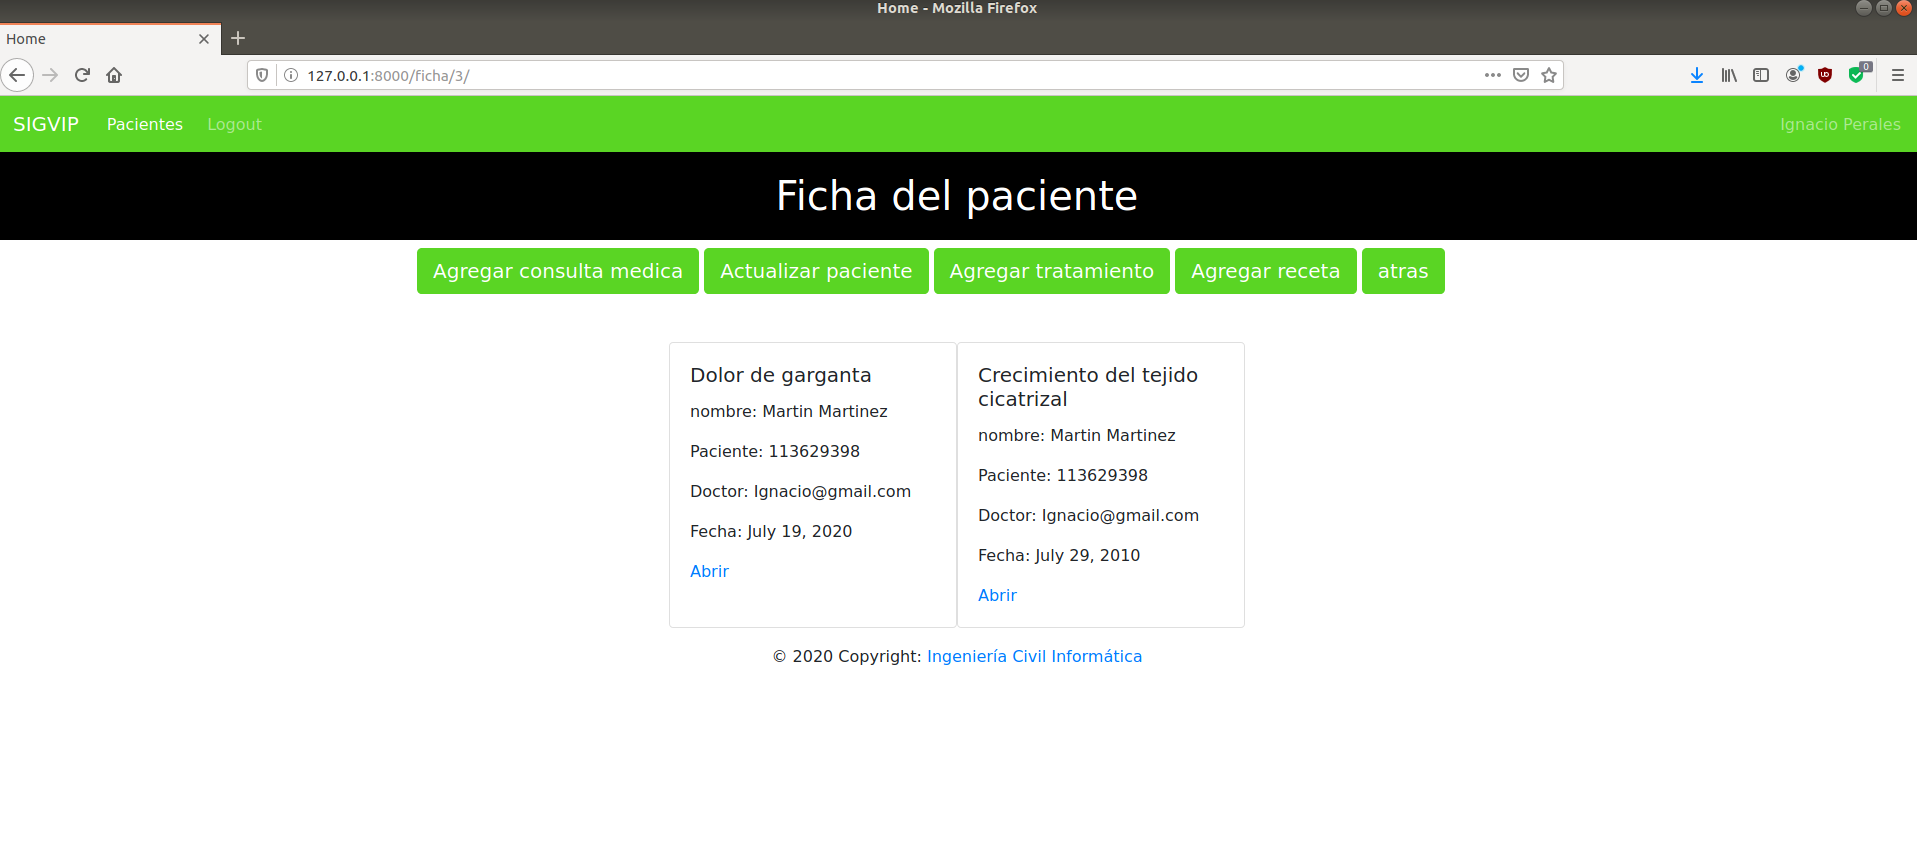 Home - Mozilla Firefox
Home
127.0.0.1:8000/ficha/3/
0
SIGVIP Pacientes Logout Ignacio Perales
Ficha del paciente
Agregar consulta medica Actualizar paciente Agregar tratamiento Agregar receta atras
Dolor de garganta
nombre: Martin Martinez
Paciente: 113629398
Doctor: Ignacio@gmail.com
Fecha: July 19, 2020
Abrir
Crecimiento del tejido
cicatrizal
nombre: Martin Martinez
Paciente: 113629398
Doctor: Ignacio@gmail.com
Fecha: July 29, 2010
Abrir
© 2020 Copyright: Ingeniería Civil Informática